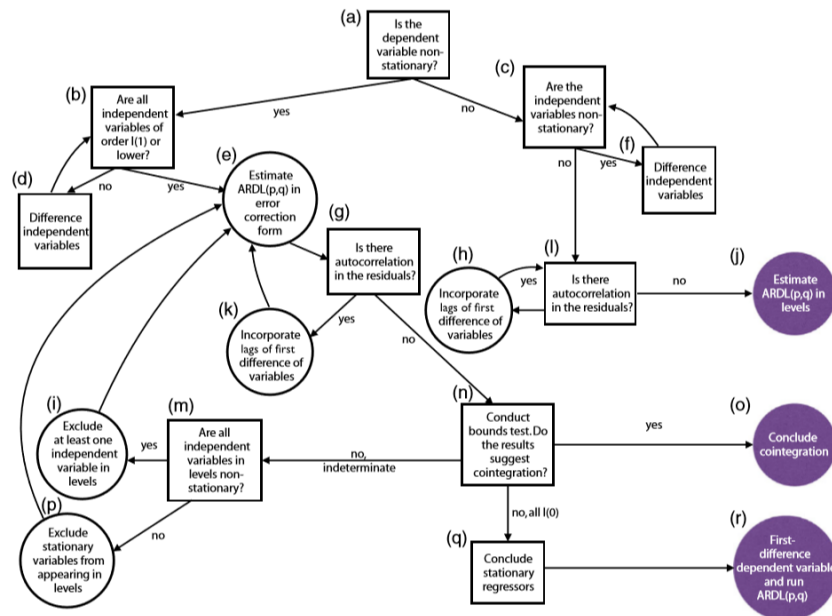 (a)
Is the
dependent
variable non-
stationary?
(b)
Are all
independent
variables of
order I(1) or
lower?
yes
no
(c)
Are the
independent
variables non-
stationary?
(d)
Difference
independent
variables
no
yes
(e)
Estimate
ARDL(p,q) in
error
correction
form
no
yes
(f)
Difference
independent
variables
(g)
Is there
autocorrelation
in the residuals?
(h)
Incorporate
lags of first
difference of
variables
yes
(l)
Is there
autocorrelation
in the residuals?
no
(j)
Estimate
ARDL(p,q) in
levels
(k)
Incorporate
lags of first
difference of
variables
yes
no
(i)
Exclude
at least one
independent
variable in
levels
yes
(m)
Are all
independent
variables in
levels non-
stationary?
no,
indeterminate
(n)
Conduct
bounds test. Do
the results
suggest
cointegration?
yes
(o)
Conclude
cointegration
(p)
Exclude
stationary
variables from
appearing in
levels
no
no, all I(0)
(q)
Conclude
stationary
regressors
(r)
First-
difference
dependent variable
and run
ARDL(p,q)